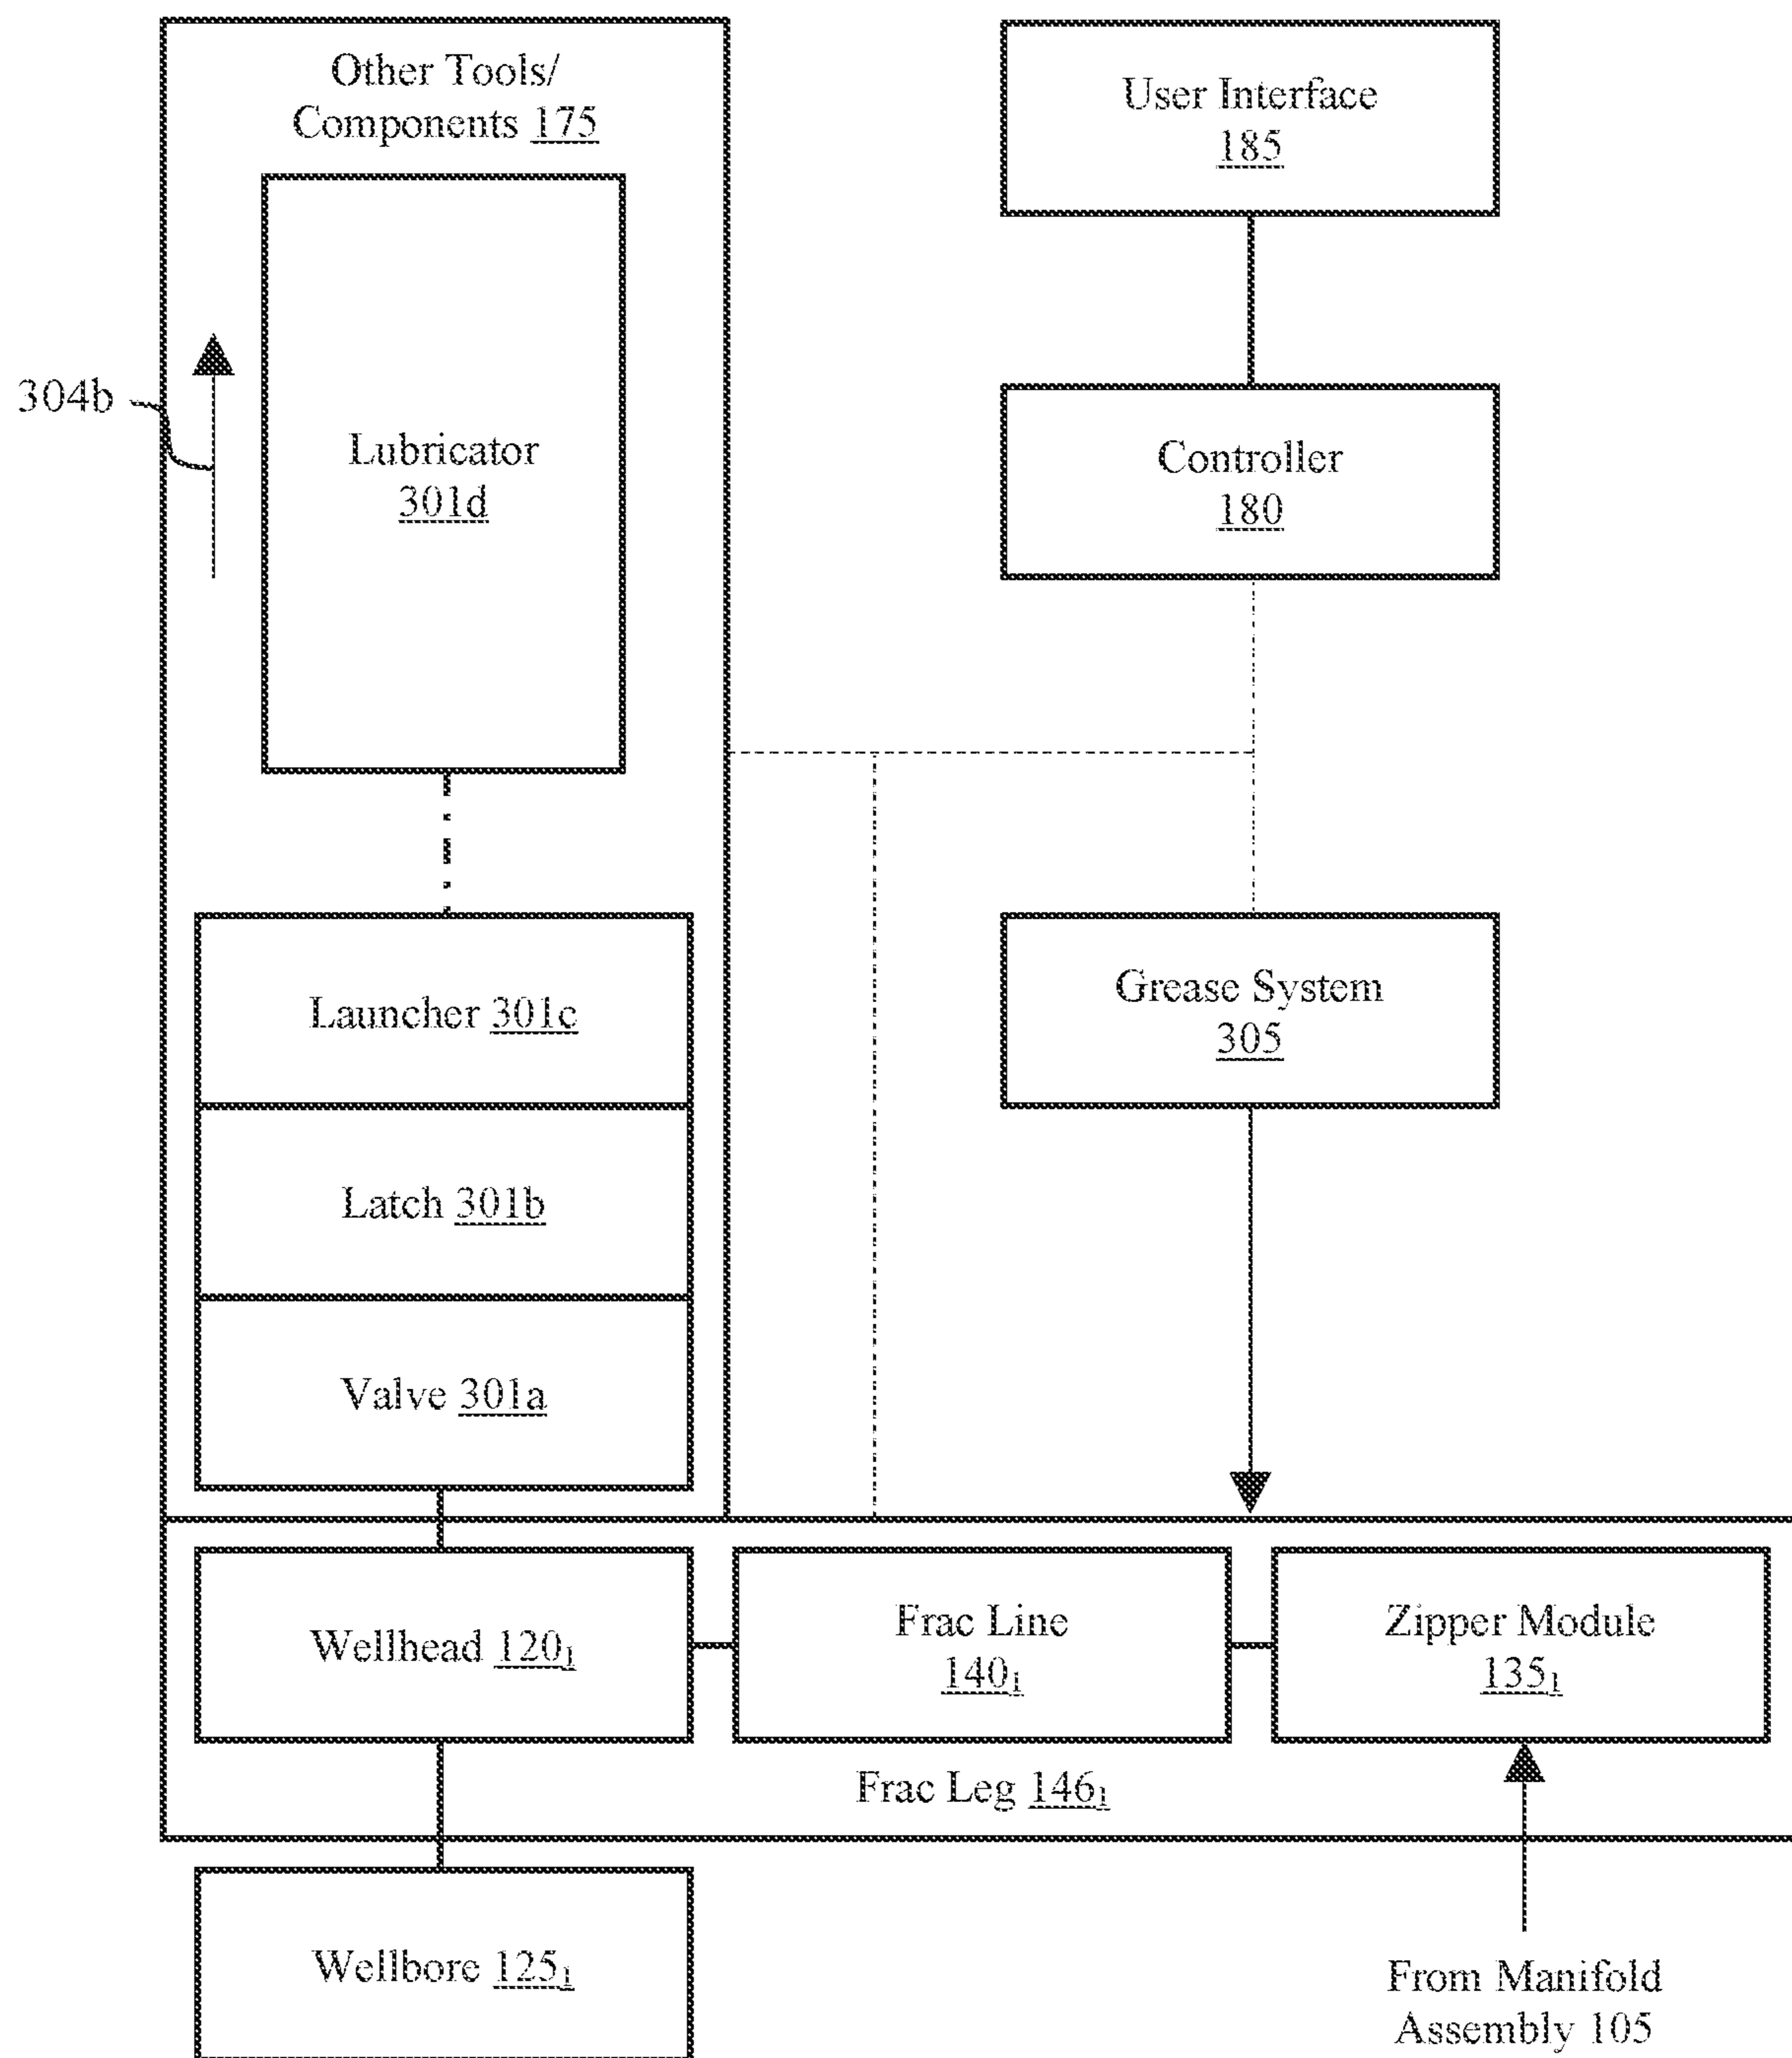 Other Tools/
Components 175
User Interface
185
304b
Lubricator
301d
Controller
180
Launcher 301c
Grease System
305
Latch 301b
Valve 301a
Wellhead 120₁
Frac Line
140₁
Zipper Module
135₁
Frac Leg 146₁
Wellbore 125₁
From Manifold
Assembly 105